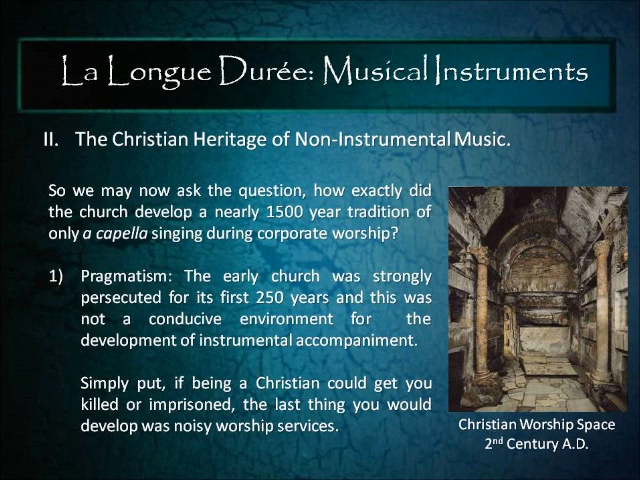 La Longue Durée: Musical Instruments
II. The Christian Heritage of Non-Instrumental Music.
So we may now ask the question, how exactly did
the church develop a nearly 1500 year tradition of
only a capella singing during corporate worship?
1) Pragmatism: The early church was strongly
persecuted for its first 250 years and this was
not a conducive environment for the
development of instrumental accompaniment.
Simply put, if being a Christian could get you
killed or imprisoned, the last thing you would
develop was noisy worship services.
Christian Worship Space
2nd Century A.D.